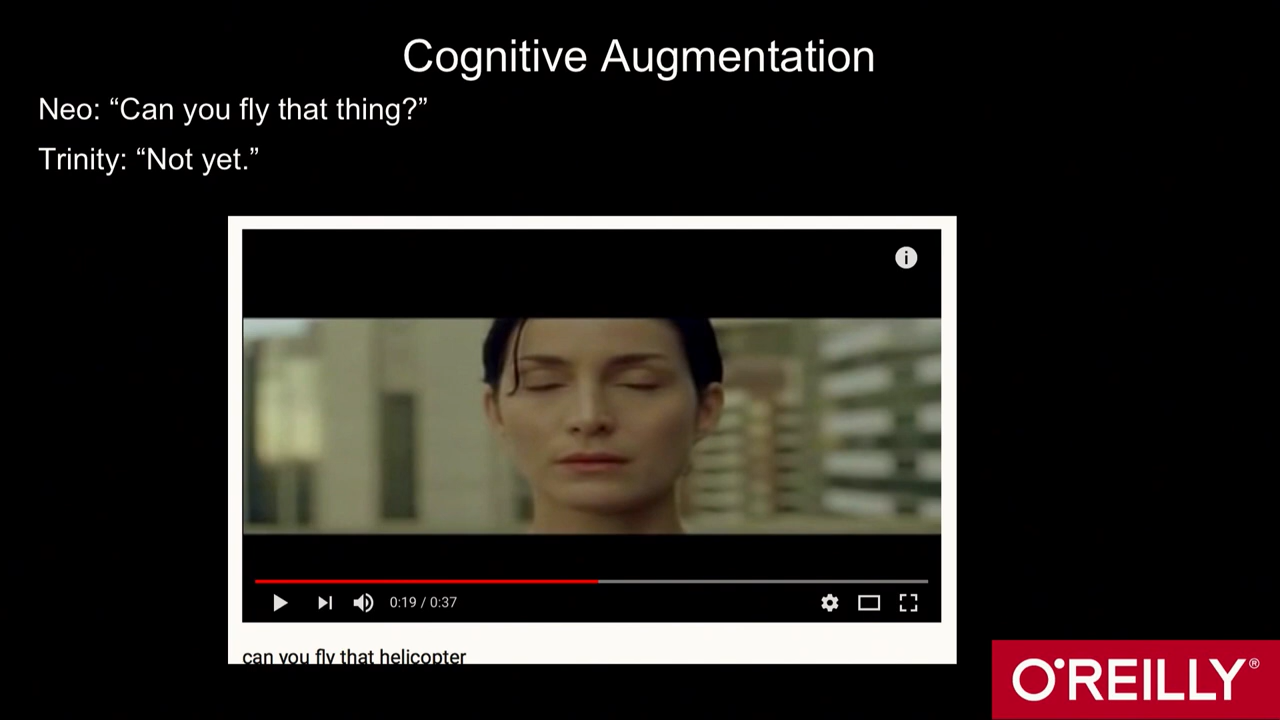 Cognitive Augmentation
Neo: “Can you fly that thing?”
Trinity: “Not yet.”
i
0:19 / 0:37
can you fly that helicopter
O'REILLY®